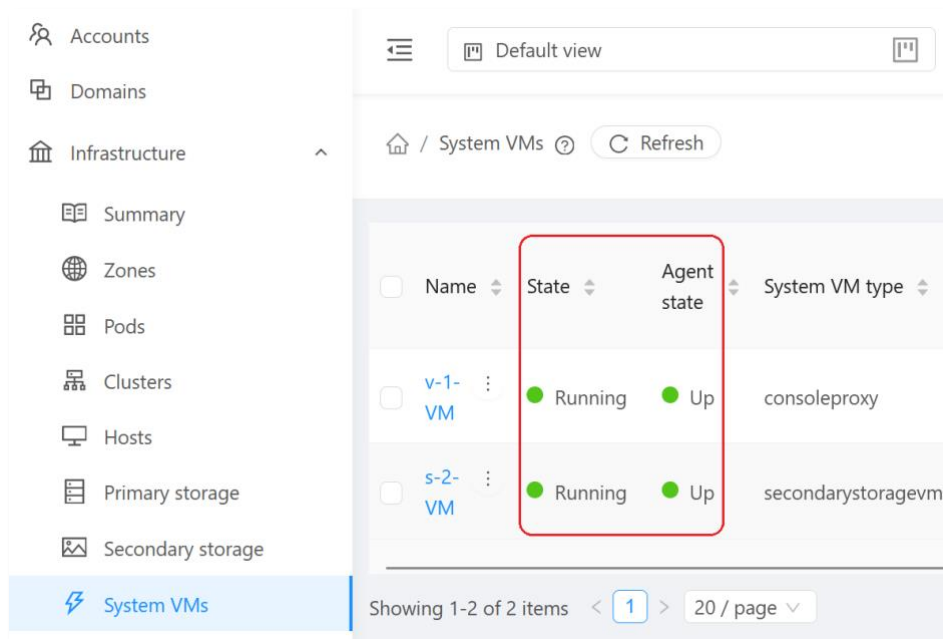 Accounts
Domains
Infrastructure
Summary
Zones
Pods
Clusters
Hosts
Primary storage
Secondary storage
System VMs
Default view
/ System VMs Refresh
Name State Agent state System VM type
v-1-VM Running Up consoleproxy
s-2-VM Running Up secondarystoragevm
Showing 1-2 of 2 items < 1 > 20 / page